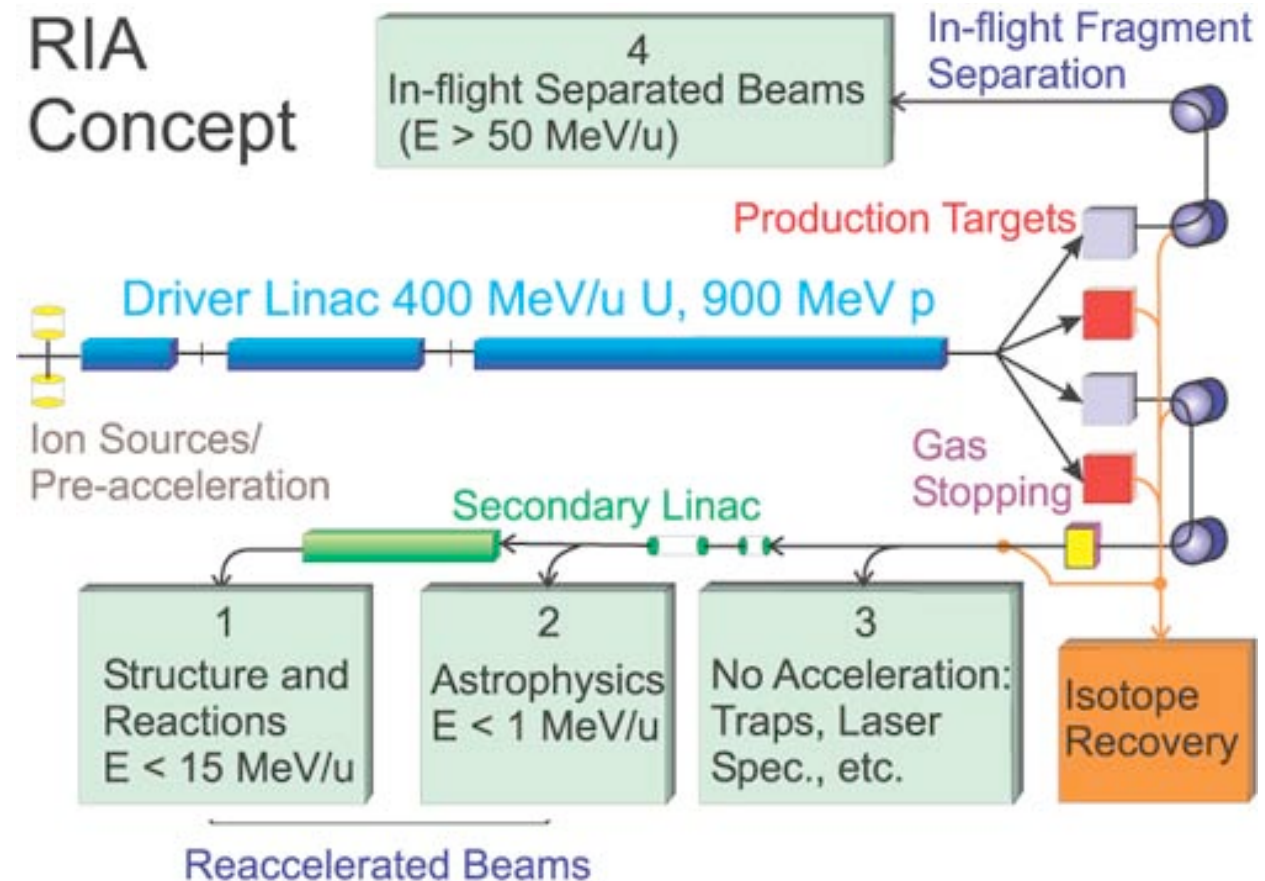 RIA
Concept
4
In-flight Separated Beams
(E > 50 MeV/u)
In-flight Fragment
Separation
Production Targets
Driver Linac 400 MeV/u U, 900 MeV p
Ion Sources/
Pre-acceleration
Gas
Stopping
Secondary Linac
1
Structure and
Reactions
E < 15 MeV/u
2
Astrophysics
E < 1 MeV/u
3
No Acceleration:
Traps, Laser
Spec., etc.
Isotope
Recovery
Reaccelerated Beams